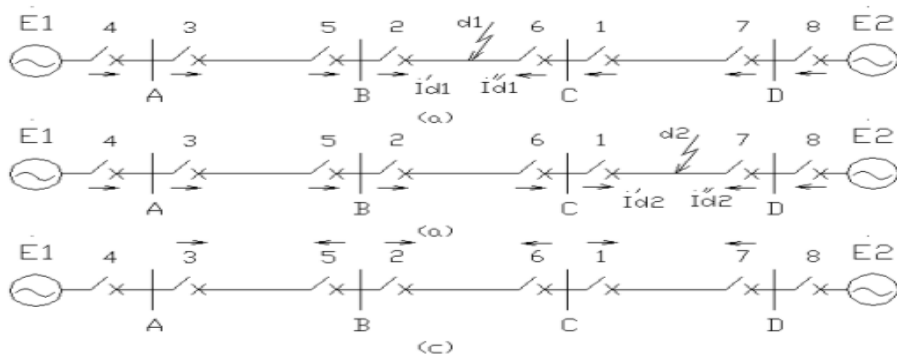 E1 4 3 5 2 d1 6 1 7 8 E2
A B İ'd1 İ"d1 C D
(a)
E1 4 3 5 2 6 1 d2 7 8 E2
A B C İ'd2 İ"d2 D
(a)
E1 4 3 5 2 6 1 7 8 E2
A B C D
(c)